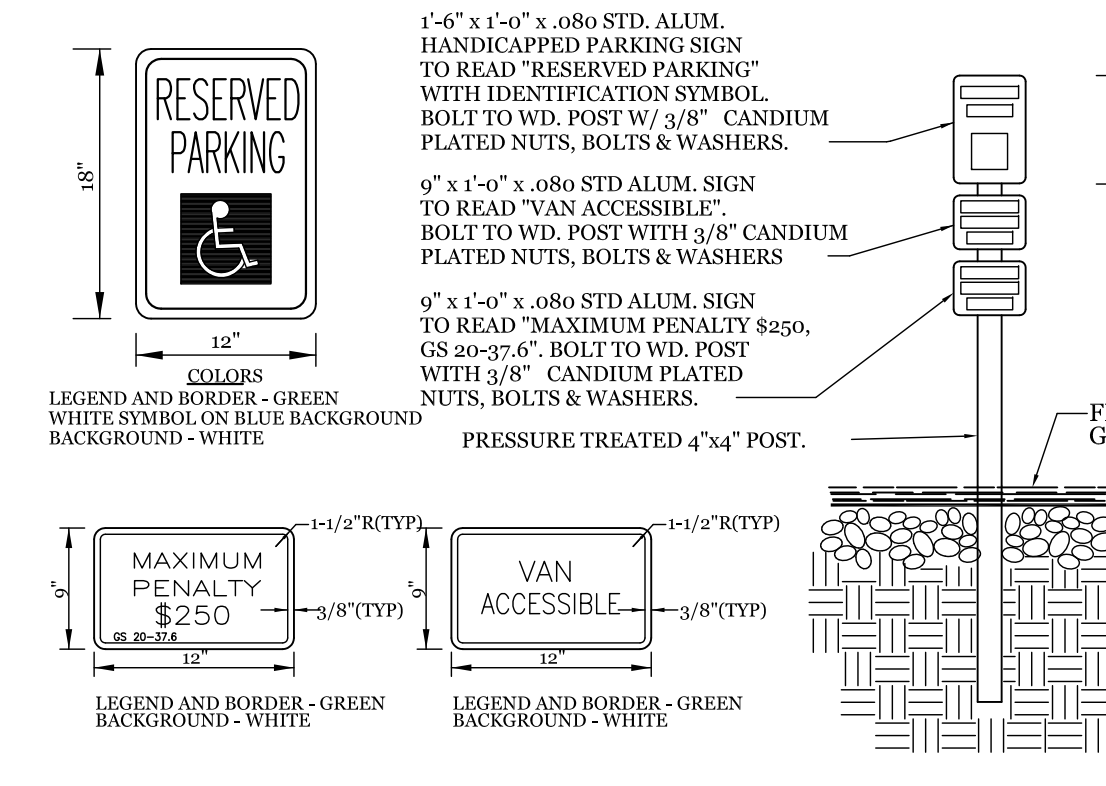 RESERVED
PARKING
18"
12"
COLORS
LEGEND AND BORDER - GREEN
WHITE SYMBOL ON BLUE BACKGROUND
BACKGROUND - WHITE
1'-6" x 1'-0" x .080 STD. ALUM.
HANDICAPPED PARKING SIGN
TO READ "RESERVED PARKING"
WITH IDENTIFICATION SYMBOL.
BOLT TO WD. POST W/ 3/8" CANDIUM
PLATED NUTS, BOLTS & WASHERS.
9" x 1'-0" x .080 STD ALUM. SIGN
TO READ "VAN ACCESSIBLE".
BOLT TO WD. POST WITH 3/8" CANDIUM
PLATED NUTS, BOLTS & WASHERS
9" x 1'-0" x .080 STD ALUM. SIGN
TO READ "MAXIMUM PENALTY $250,
GS 20-37.6". BOLT TO WD. POST
WITH 3/8" CANDIUM PLATED
NUTS, BOLTS & WASHERS.
PRESSURE TREATED 4"x4" POST.
MAXIMUM
PENALTY
$250
GS 20-37.6
1-1/2"R(TYP)
3/8"(TYP)
9"
12"
LEGEND AND BORDER - GREEN
BACKGROUND - WHITE
VAN
ACCESSIBLE
1-1/2"R(TYP)
3/8"(TYP)
9"
12"
LEGEND AND BORDER - GREEN
BACKGROUND - WHITE